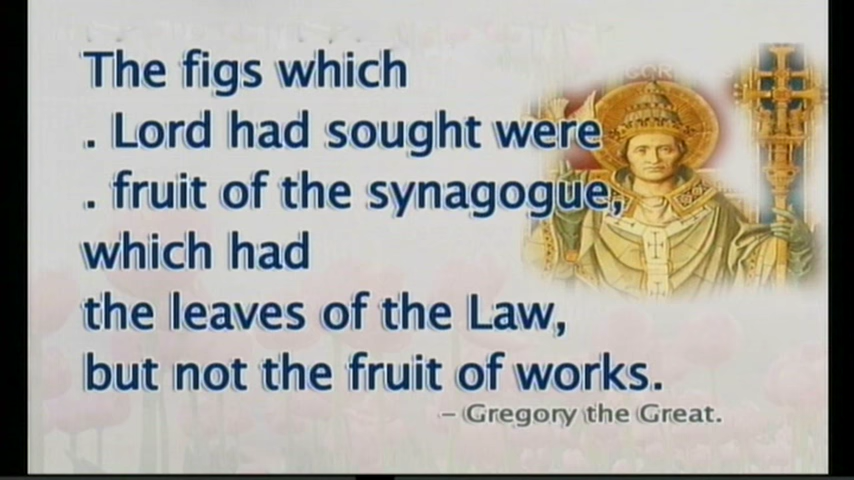 The figs which
. Lord had sought were
. fruit of the synagogue,
which had
the leaves of the Law,
but not the fruit of works.
– Gregory the Great.